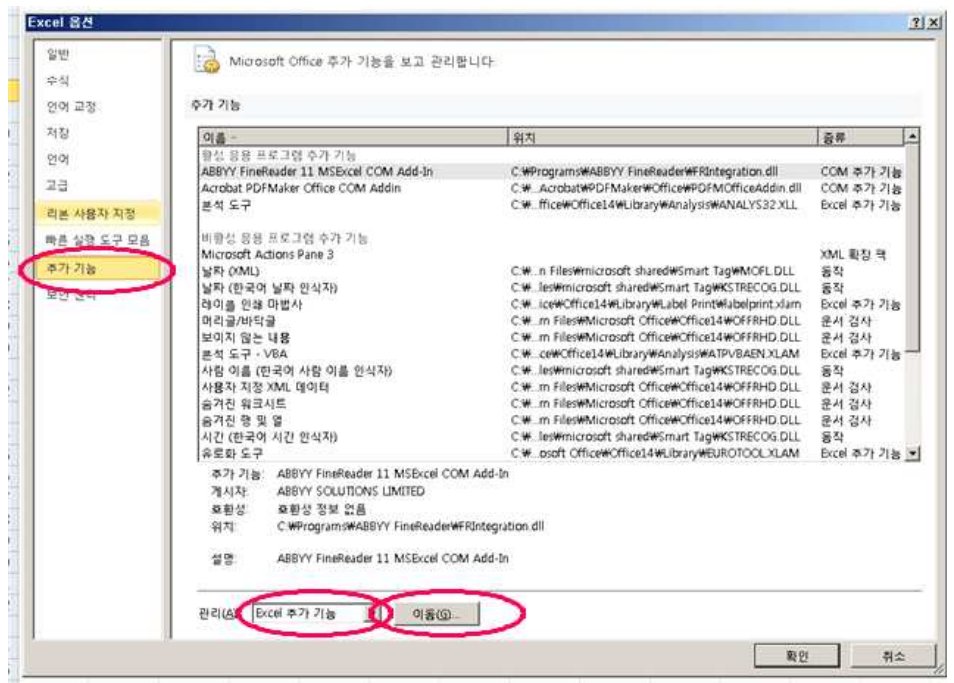 Excel 옵션
일반
수식
언어 교정
저장
언어
고급
리본 사용자 지정
빠른 실행 도구 모음
추가 기능
보안 센터
Microsoft Office 추가 기능을 보고 관리합니다.
추가 기능
이름 위치 종류
활성 응용 프로그램 추가 기능
ABBYY FineReader 11 MSExcel COM Add-In C:₩Programs₩ABBYY FineReader₩FRIntegration.dll COM 추가 기능
Acrobat PDFMaker Office COM Addin C:₩...Acrobat₩PDFMaker₩Office₩PDFMOfficeAddin.dll COM 추가 기능
분석 도구 C:₩...ffice₩Office14₩Library₩Analysis₩ANALYS32.XLL Excel 추가 기능
비활성 응용 프로그램 추가 기능
Microsoft Actions Pane 3 XML 확장 팩
날짜 (XML) C:₩...n Files₩microsoft shared₩Smart Tag₩MOFL.DLL 동작
날짜 (한국어 날짜 인식자) C:₩...les₩microsoft shared₩Smart Tag₩KSTRECOG.DLL 동작
레이블 인쇄 마법사 C:₩...ice₩Office14₩Library₩Label Print₩labelprint.xlam Excel 추가 기능
머리글/바닥글 C:₩...m Files₩Microsoft Office₩Office14₩OFFRHD.DLL 문서 검사
보이지 않는 내용 C:₩...m Files₩Microsoft Office₩Office14₩OFFRHD.DLL 문서 검사
분석 도구 - VBA C:₩...ce₩Office14₩Library₩Analysis₩ATPVBAEN.XLAM Excel 추가 기능
사람 이름 (한국어 사람 이름 인식자) C:₩...les₩microsoft shared₩Smart Tag₩KSTRECOG.DLL 동작
사용자 지정 XML 데이터 C:₩...m Files₩Microsoft Office₩Office14₩OFFRHD.DLL 문서 검사
숨겨진 워크시트 C:₩...m Files₩Microsoft Office₩Office14₩OFFRHD.DLL 문서 검사
숨겨진 행 및 열 C:₩...m Files₩Microsoft Office₩Office14₩OFFRHD.DLL 문서 검사
시간 (한국어 시간 인식자) C:₩...les₩microsoft shared₩Smart Tag₩KSTRECOG.DLL 동작
유로화 도구 C:₩...osoft Office₩Office14₩Library₩EUROTOOL.XLAM Excel 추가 기능
추가 기능: ABBYY FineReader 11 MSExcel COM Add-In
게시자: ABBYY SOLUTIONS LIMITED
호환성: 호환성 정보 없음
위치: C:₩Programs₩ABBYY FineReader₩FRIntegration.dll
설명: ABBYY FineReader 11 MSExcel COM Add-In
관리(A): Excel 추가 기능 이동(G)...
확인 취소